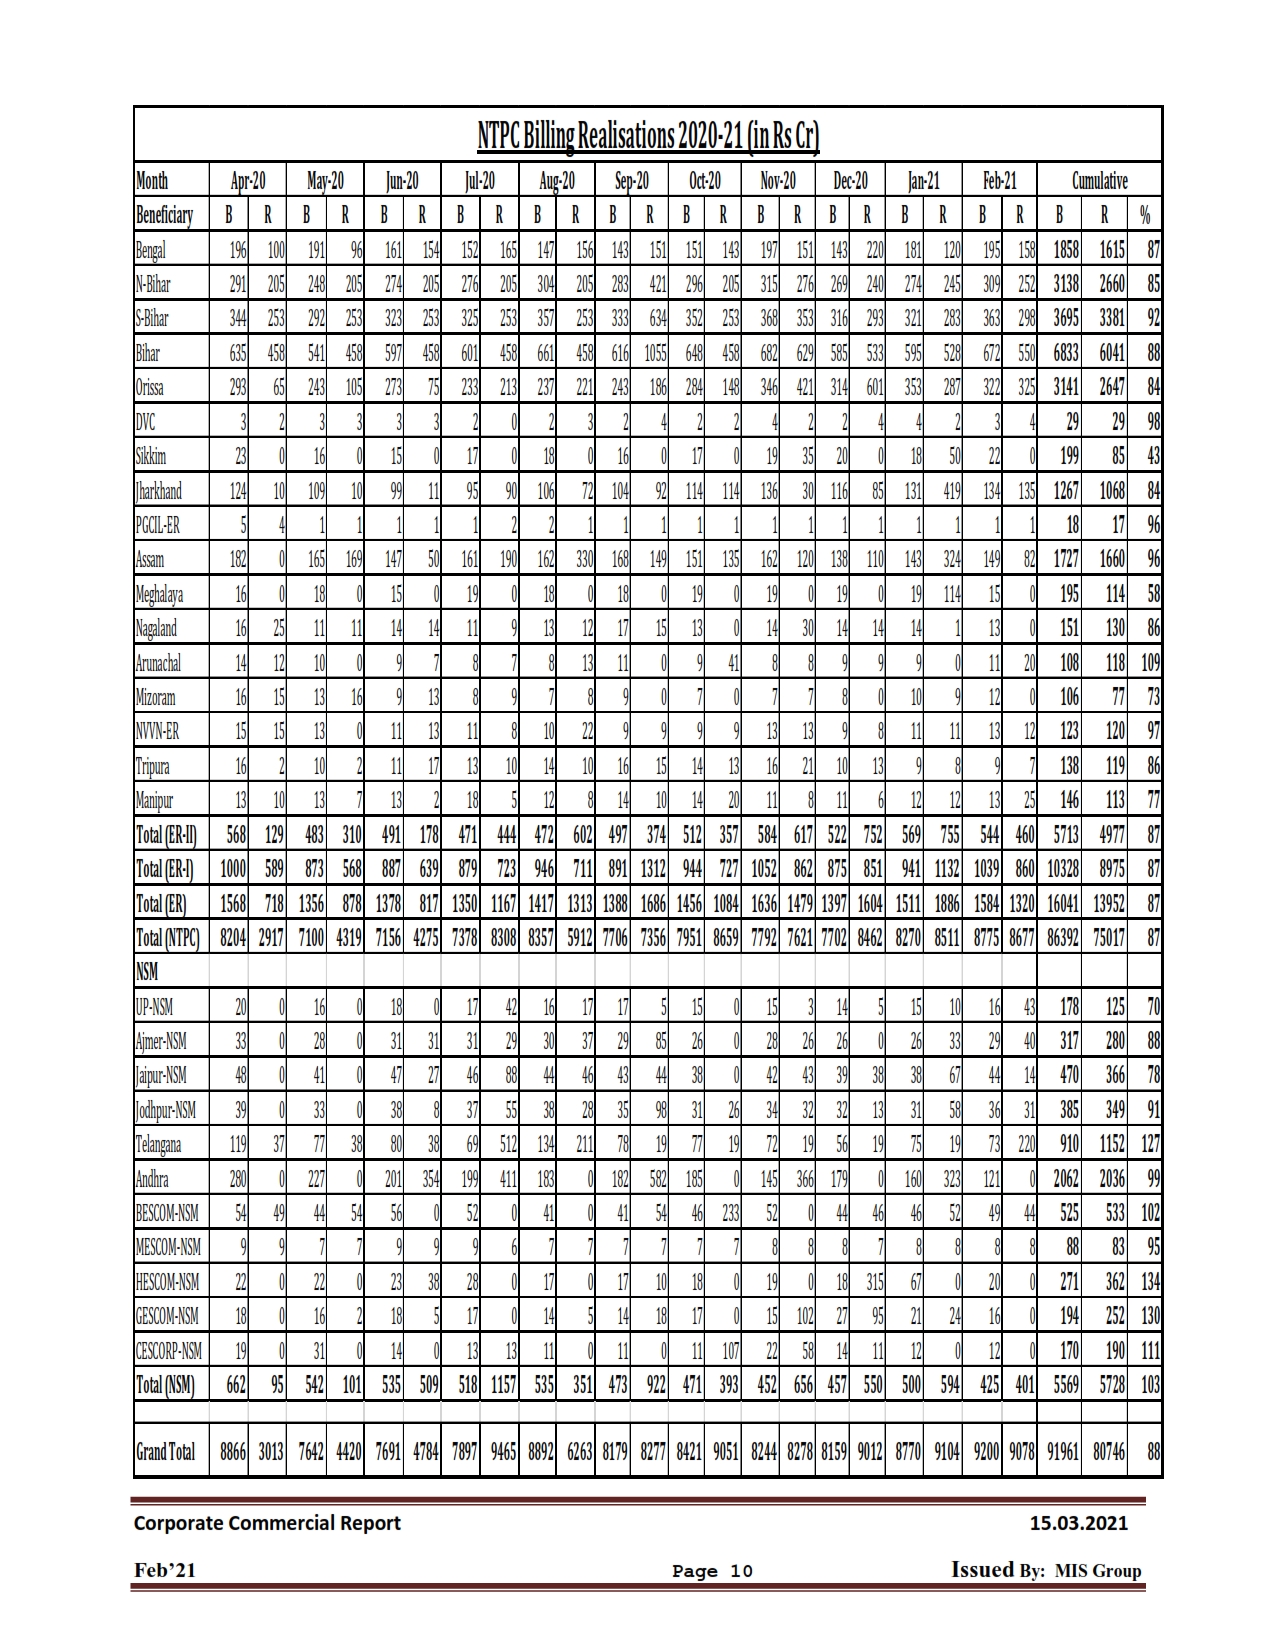 NTPC Billing Realisations 2020-21 (in Rs Cr)
Month Apr-20 May-20 Jun-20 Jul-20 Aug-20 Sep-20 Oct-20 Nov-20 Dec-20 Jan-21 Feb-21 Cumulative
Beneficiary B R B R B R B R B R B R B R B R B R B R B R B R %
Bengal 196 100 191 96 161 154 152 165 147 156 143 151 151 143 197 151 143 220 181 120 195 158 1858 1615 87
N-Bihar 291 205 248 205 274 205 276 205 304 205 283 421 296 205 315 276 269 240 274 245 309 252 3138 2660 85
S-Bihar 344 253 292 253 323 253 325 253 357 253 333 634 352 253 368 353 316 293 321 283 363 298 3695 3381 92
Bihar 635 458 541 458 597 458 601 458 661 458 616 1055 648 458 682 629 585 533 595 528 672 550 6833 6041 88
Orissa 293 65 243 105 273 75 233 213 237 221 243 186 284 148 346 421 314 601 353 287 322 325 3141 2647 84
DVC 3 2 3 3 3 3 2 0 2 3 2 4 2 2 4 2 2 4 4 2 3 4 29 29 98
Sikkim 23 0 16 0 15 0 17 0 18 0 16 0 17 0 19 35 20 0 18 50 22 0 199 85 43
Jharkhand 124 10 109 10 99 11 95 90 106 72 104 92 114 114 136 30 116 85 131 419 134 135 1267 1068 84
PGCIL-ER 5 4 1 1 1 1 1 2 2 1 1 1 1 1 1 1 1 1 1 1 1 1 18 17 96
Assam 182 0 165 169 147 50 161 190 162 330 168 149 151 135 162 120 138 110 143 324 149 82 1727 1660 96
Meghalaya 16 0 18 0 15 0 19 0 18 0 18 0 19 0 19 0 19 0 19 114 15 0 195 114 58
Nagaland 16 25 11 11 14 14 11 9 13 12 17 15 13 0 14 30 14 14 14 1 13 0 151 130 86
Arunachal 14 12 10 0 9 7 8 7 8 13 11 0 9 41 8 8 9 9 9 0 11 20 108 118 109
Mizoram 16 15 13 16 9 13 8 9 7 8 9 0 7 0 7 7 8 0 10 9 12 0 106 77 73
NVVN-ER 15 15 13 0 11 13 11 8 10 22 9 9 9 9 13 13 9 8 11 11 13 12 123 120 97
Tripura 16 2 10 2 11 17 13 10 14 10 16 15 14 13 16 21 10 13 9 8 9 7 138 119 86
Manipur 13 10 13 7 13 2 18 5 12 8 14 10 14 20 11 8 11 6 12 12 13 25 146 113 77
Total (ER-II) 568 129 483 310 491 178 471 444 472 602 497 374 512 357 584 617 522 752 569 755 544 460 5713 4977 87
Total (ER-I) 1000 589 873 568 887 639 879 723 946 711 891 1312 944 727 1052 862 875 851 941 1132 1039 860 10328 8975 87
Total (ER) 1568 718 1356 878 1378 817 1350 1167 1417 1313 1388 1686 1456 1084 1636 1479 1397 1604 1511 1886 1584 1320 16041 13952 87
Total (NTPC) 8204 2917 7100 4319 7156 4275 7378 8308 8357 5912 7706 7356 7951 8659 7792 7621 7702 8462 8270 8511 8775 8677 86392 75017 87
NSM
UP-NSM 20 0 16 0 18 0 17 42 16 17 17 5 15 0 15 3 14 5 15 10 16 43 178 125 70
Ajmer-NSM 33 0 28 0 31 31 31 29 30 37 29 85 26 0 28 26 26 0 26 33 29 40 317 280 88
Jaipur-NSM 48 0 41 0 47 27 46 88 44 46 43 44 38 0 42 43 39 38 38 67 44 14 470 366 78
Jodhpur-NSM 39 0 33 0 38 8 37 55 38 28 35 98 31 26 34 32 32 13 31 58 36 31 385 349 91
Telangana 119 37 77 38 80 38 69 512 134 211 78 19 77 19 72 19 56 19 75 19 73 220 910 1152 127
Andhra 280 0 227 0 201 354 199 411 183 0 182 582 185 0 145 366 179 0 160 323 121 0 2062 2036 99
BESCOM-NSM 54 49 44 54 56 0 52 0 41 0 41 54 46 233 52 0 44 46 46 52 49 44 525 533 102
MESCOM-NSM 9 9 7 7 9 9 9 6 7 7 7 7 7 7 8 8 8 7 8 8 8 8 88 83 95
HESCOM-NSM 22 0 22 0 23 38 28 0 17 0 17 10 18 0 19 0 18 315 67 0 20 0 271 362 134
GESCOM-NSM 18 0 16 2 18 5 17 0 14 5 14 18 17 0 15 102 27 95 21 24 16 0 194 252 130
CESCORP-NSM 19 0 31 0 14 0 13 13 11 0 11 0 11 107 22 58 14 11 12 0 12 0 170 190 111
Total (NSM) 662 95 542 101 535 509 518 1157 535 351 473 922 471 393 452 656 457 550 500 594 425 401 5569 5728 103
Grand Total 8866 3013 7642 4420 7691 4784 7897 9465 8892 6263 8179 8277 8421 9051 8244 8278 8159 9012 8770 9104 9200 9078 91961 80746 88
Corporate Commercial Report 15.03.2021
Feb’21 Page 10 Issued By: MIS Group